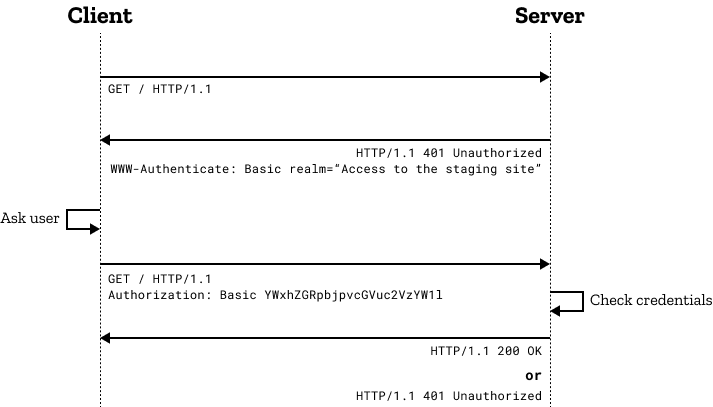 Client
Server
GET / HTTP/1.1
HTTP/1.1 401 Unauthorized
WWW-Authenticate: Basic realm=“Access to the staging site”
Ask user
GET / HTTP/1.1
Authorization: Basic YWxhZGRpbjpvcGVuc2VzYW1l
Check credentials
HTTP/1.1 200 OK
or
HTTP/1.1 401 Unauthorized